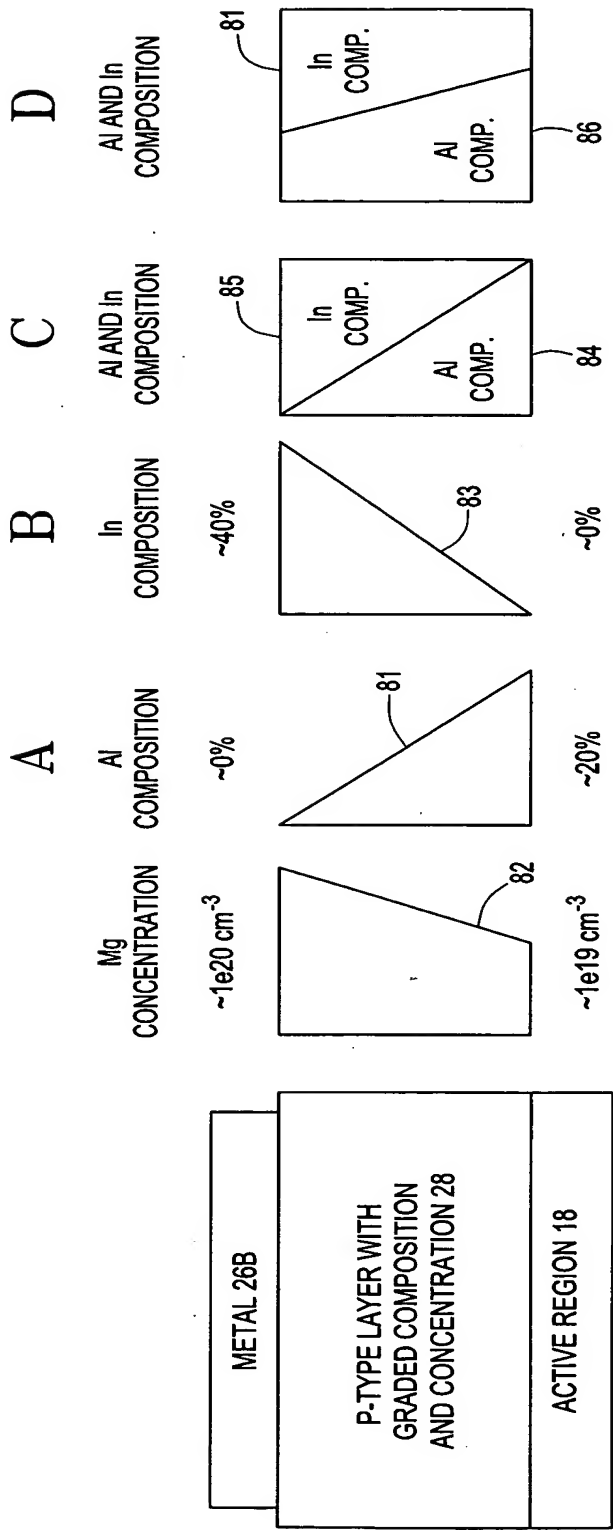 METAL 26B
P-TYPE LAYER WITH
GRADED COMPOSITION
AND CONCENTRATION 28
ACTIVE REGION 18
Mg
CONCENTRATION
~1e20 cm⁻³
82
~1e19 cm⁻³
A
Al
COMPOSITION
~0%
81
~20%
B
In
COMPOSITION
~40%
83
~0%
C
Al AND In
COMPOSITION
85
In
COMP.
Al
COMP.
84
D
Al AND In
COMPOSITION
81
In
COMP.
Al
COMP.
86